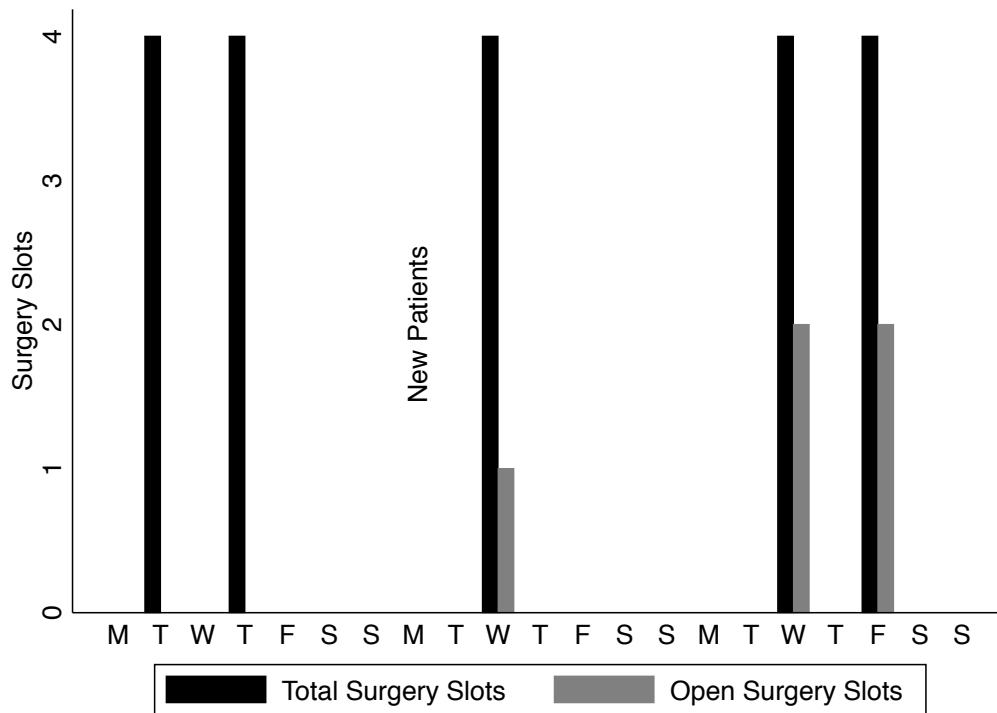 4
3
2
1
0
Surgery Slots
New Patients
M T W T F S S M T W T F S S M T W T F S S
Total Surgery Slots Open Surgery Slots